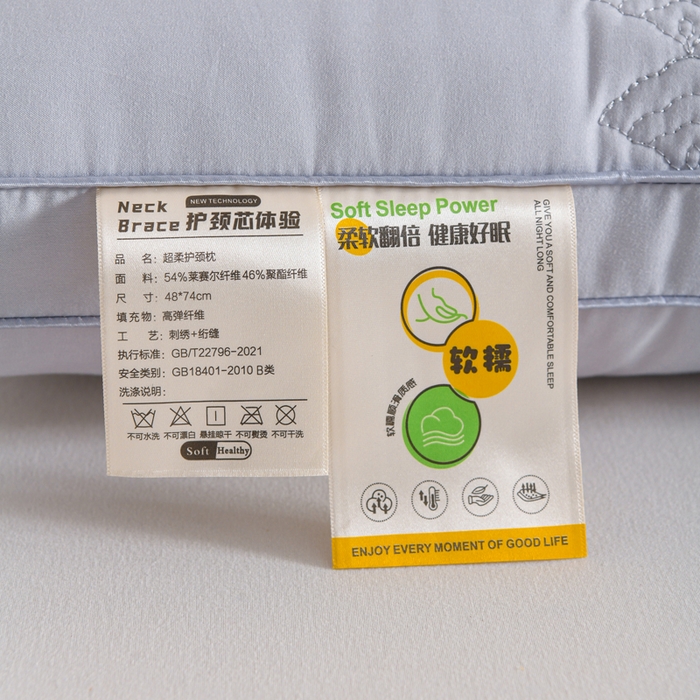 NEW TECHNOLOGY
Neck
Brace 护颈芯体验
品 名：超柔护颈枕
面 料：54%莱赛尔纤维46%聚酯纤维
尺 寸：48*74cm
填充物：高弹纤维
工 艺：刺绣+绗缝
执行标准：GB/T22796-2021
安全类别：GB18401-2010 B类
洗涤说明：
不可水洗 不可漂白 悬挂晾干 不可熨烫 不可干洗
Soft Healthy
Soft Sleep Power
柔软翻倍 健康好眠
GIVE YOU A SOFT AND COMFORTABLE SLEEP
ALL NIGHT LONG
软糯
软糯顺滑质感
ENJOY EVERY MOMENT OF GOOD LIFE